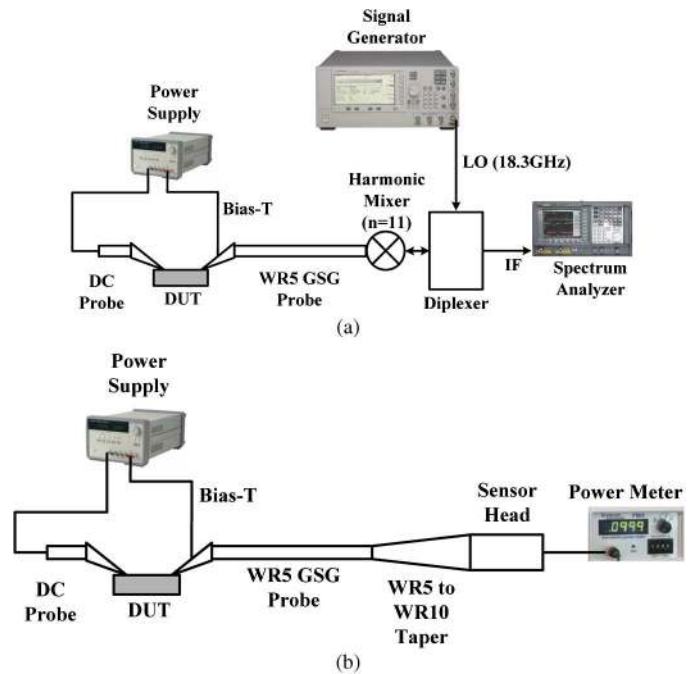 Signal
Generator
Power
Supply
LO (18.3GHz)
Harmonic
Mixer
(n=11)
Bias-T
DC
Probe
DUT
WR5 GSG
Probe
Diplexer
IF
Spectrum
Analyzer
(a)
Power
Supply
Bias-T
Sensor
Head
Power Meter
.0999
DC
Probe
DUT
WR5 GSG
Probe
WR5 to
WR10
Taper
(b)